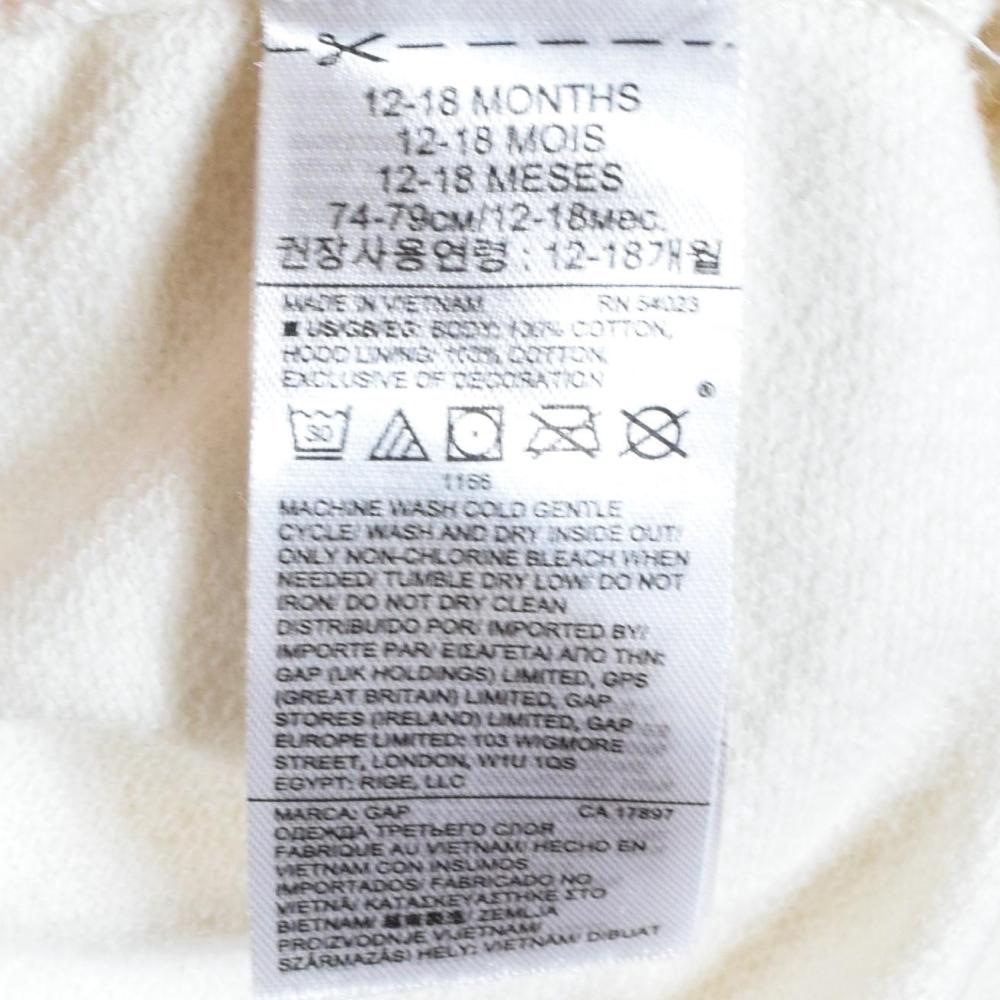 12-18 MONTHS
12-18 MOIS
12-18 MESES
74-79см/12-18мес.
권장사용연령 : 12-18개월
MADE IN VIETNAM RN 54023
■ US/GB/EG: BODY: 100% COTTON,
HOOD LINING: 100% COTTON,
EXCLUSIVE OF DECORATION
®
30
1166
MACHINE WASH COLD GENTLE
CYCLE/ WASH AND DRY INSIDE OUT/
ONLY NON-CHLORINE BLEACH WHEN
NEEDED/ TUMBLE DRY LOW/ DO NOT
IRON/ DO NOT DRY CLEAN
DISTRIBUIDO POR/ IMPORTED BY/
IMPORTE PAR/ ΕΙΣΑΓΕΤΑΙ ΑΠΟ ΤΗΝ:
GAP (UK HOLDINGS) LIMITED, GPS
(GREAT BRITAIN) LIMITED, GAP
STORES (IRELAND) LIMITED, GAP
EUROPE LIMITED: 103 WIGMORE
STREET, LONDON, W1U 1QS
EGYPT: RIGE, LLC
MARCA: GAP CA 17897
ОДЕЖДА ТРЕТЬЕГО СЛОЯ
FABRIQUE AU VIETNAM/ HECHO EN
VIETNAM CON INSUMOS
IMPORTADOS/ FABRICADO NO
VIETNÃ/ ΚΑΤΑΣΚΕΥΑΣΤΗΚΕ ΣΤΟ
ΒΙΕΤΝΑΜ/ 越南製造/ ZEMLJA
PROIZVODNJE VIJETNAM/
SZÁRMAZÁSI HELY: VIETNÁM/ DIBUAT